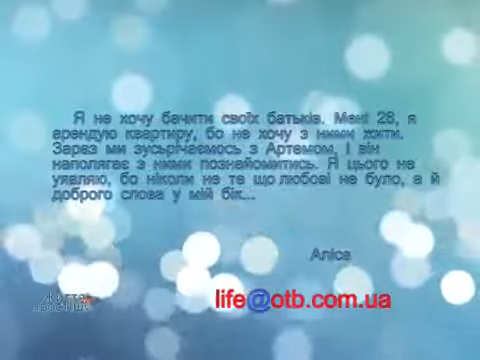 Я не хочу бачити своїх батьків. Мені 28, я
арендую квартиру, бо не хочу з ними жити.
Зараз ми зусьрічаємось з Артемом, і він
наполягає з ними познайомитись. Я цього не
уявляю, бо ніколи не те що любові не було, а й
доброго слова у мій бік...
Аліса
life@otb.com.ua